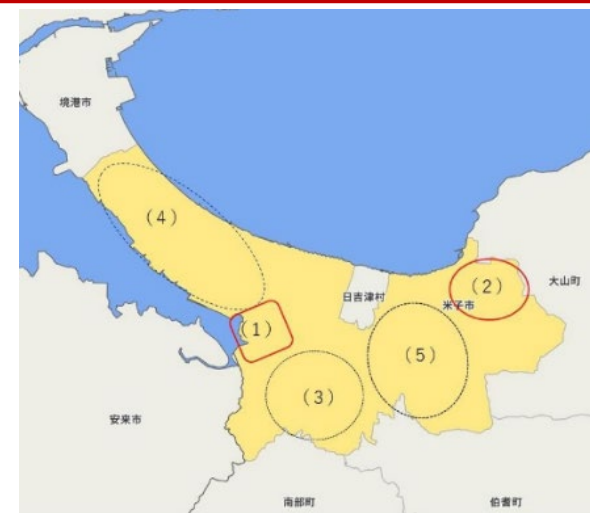 境港市
(4)
(2)
大山町
日吉津村
米子市
(1)
(5)
(3)
安来市
南部町
伯耆町